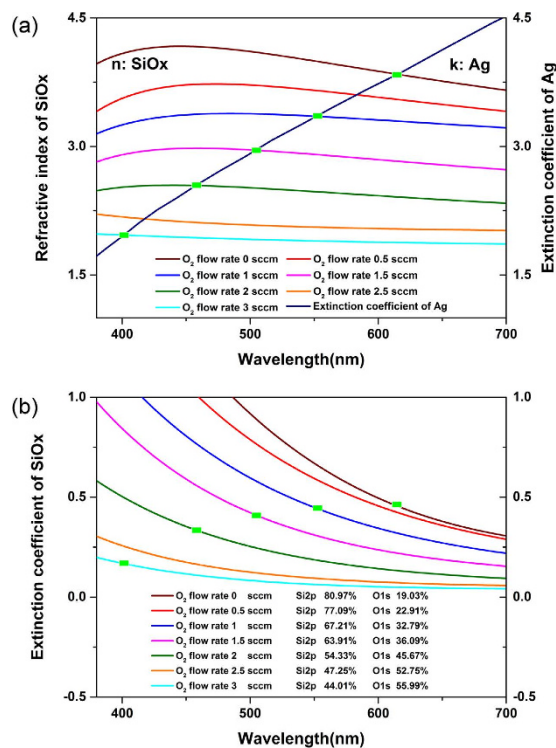 (a)
4.5
3.0
1.5
Refractive index of SiOx
n: SiOx
k: Ag
4.5
3.0
1.5
Extinction coefficient of Ag
O2 flow rate 0 sccm
O2 flow rate 0.5 sccm
O2 flow rate 1 sccm
O2 flow rate 1.5 sccm
O2 flow rate 2 sccm
O2 flow rate 2.5 sccm
O2 flow rate 3 sccm
Extinction coefficient of Ag
400 500 600 700
Wavelength(nm)
(b)
1.0
0.5
0.0
-0.5
Extinction coefficient of SiOx
1.0
0.5
0.0
-0.5
O2 flow rate 0 sccm Si2p 80.97% O1s 19.03%
O2 flow rate 0.5 sccm Si2p 77.09% O1s 22.91%
O2 flow rate 1 sccm Si2p 67.21% O1s 32.79%
O2 flow rate 1.5 sccm Si2p 63.91% O1s 36.09%
O2 flow rate 2 sccm Si2p 54.33% O1s 45.67%
O2 flow rate 2.5 sccm Si2p 47.25% O1s 52.75%
O2 flow rate 3 sccm Si2p 44.01% O1s 55.99%
400 500 600 700
Wavelength(nm)